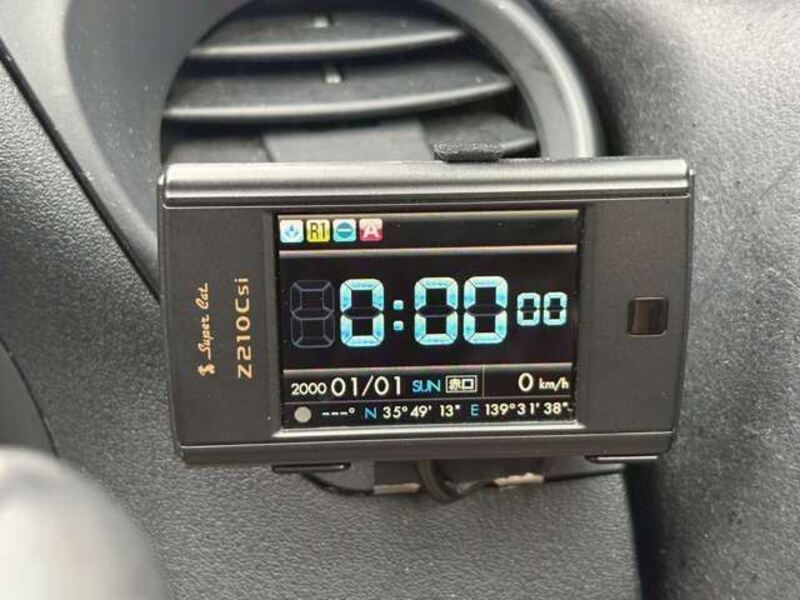 Super Cat
Z210Csi
R1 A
0:00 00
2000 01/01 SUN 赤口 0 km/h
---° N 35°49' 13" E 139°31' 38"